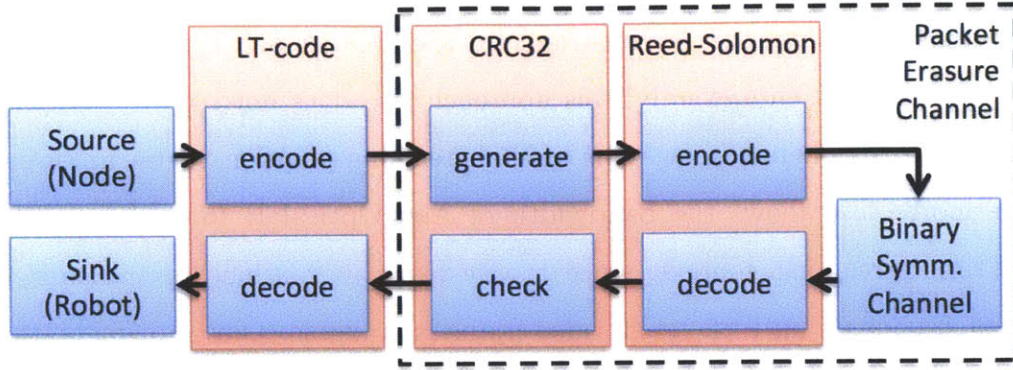 LT-code
CRC32
Reed-Solomon
Packet
Erasure
Channel
Source
(Node)
encode
generate
encode
Binary
Symm.
Channel
Sink
(Robot)
decode
check
decode